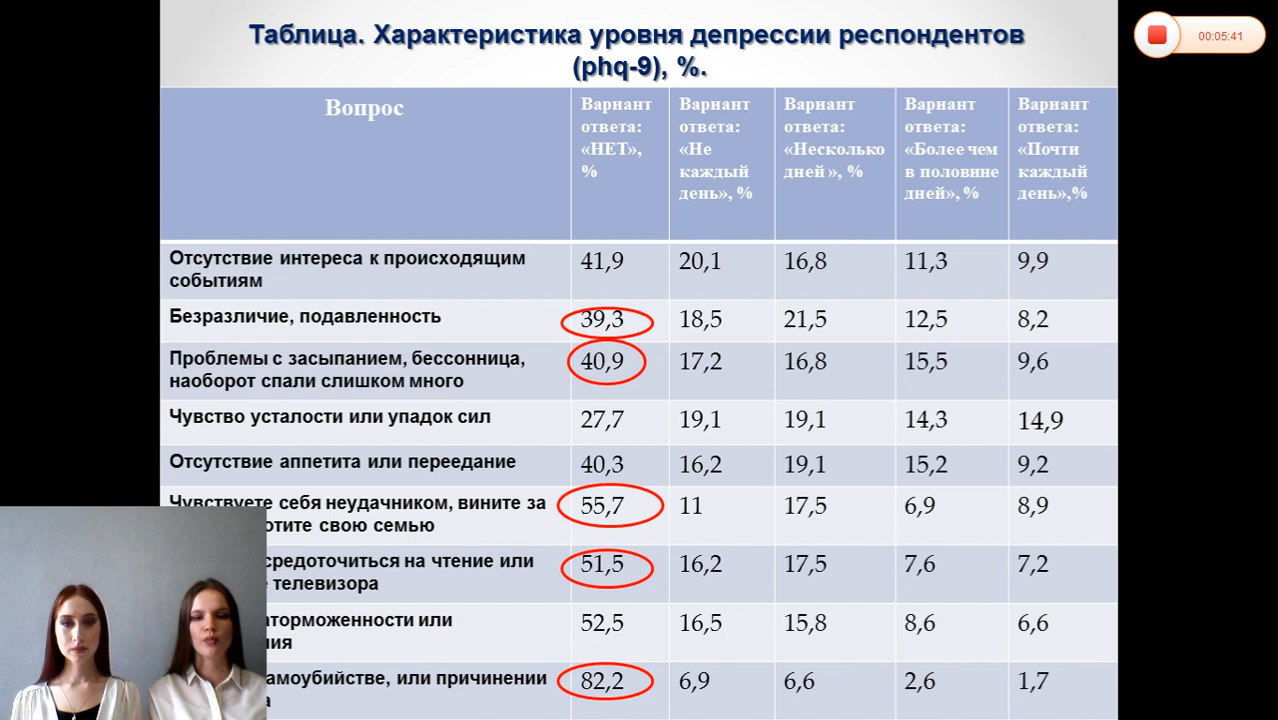 Таблица. Характеристика уровня депрессии респондентов
(phq-9), %.
00:05:41
Вопрос
Вариант
ответа:
«НЕТ»,
%
Вариант
ответа:
«Не
каждый
день», %
Вариант
ответа:
«Несколько
дней », %
Вариант
ответа:
«Более чем
в половине
дней», %
Вариант
ответа:
«Почти
каждый
день»,%
Отсутствие интереса к происходящим
событиям
41,9 20,1 16,8 11,3 9,9
Безразличие, подавленность
39,3 18,5 21,5 12,5 8,2
Проблемы с засыпанием, бессонница,
наоборот спали слишком много
40,9 17,2 16,8 15,5 9,6
Чувство усталости или упадок сил
27,7 19,1 19,1 14,3 14,9
Отсутствие аппетита или переедание
40,3 16,2 19,1 15,2 9,2
Чувствуете себя неудачником, вините за
свою семью
55,7 11 17,5 6,9 8,9
на чтение или
телевизора
51,5 16,2 17,5 7,6 7,2
или
52,5 16,5 15,8 8,6 6,6
или причинении
82,2 6,9 6,6 2,6 1,7